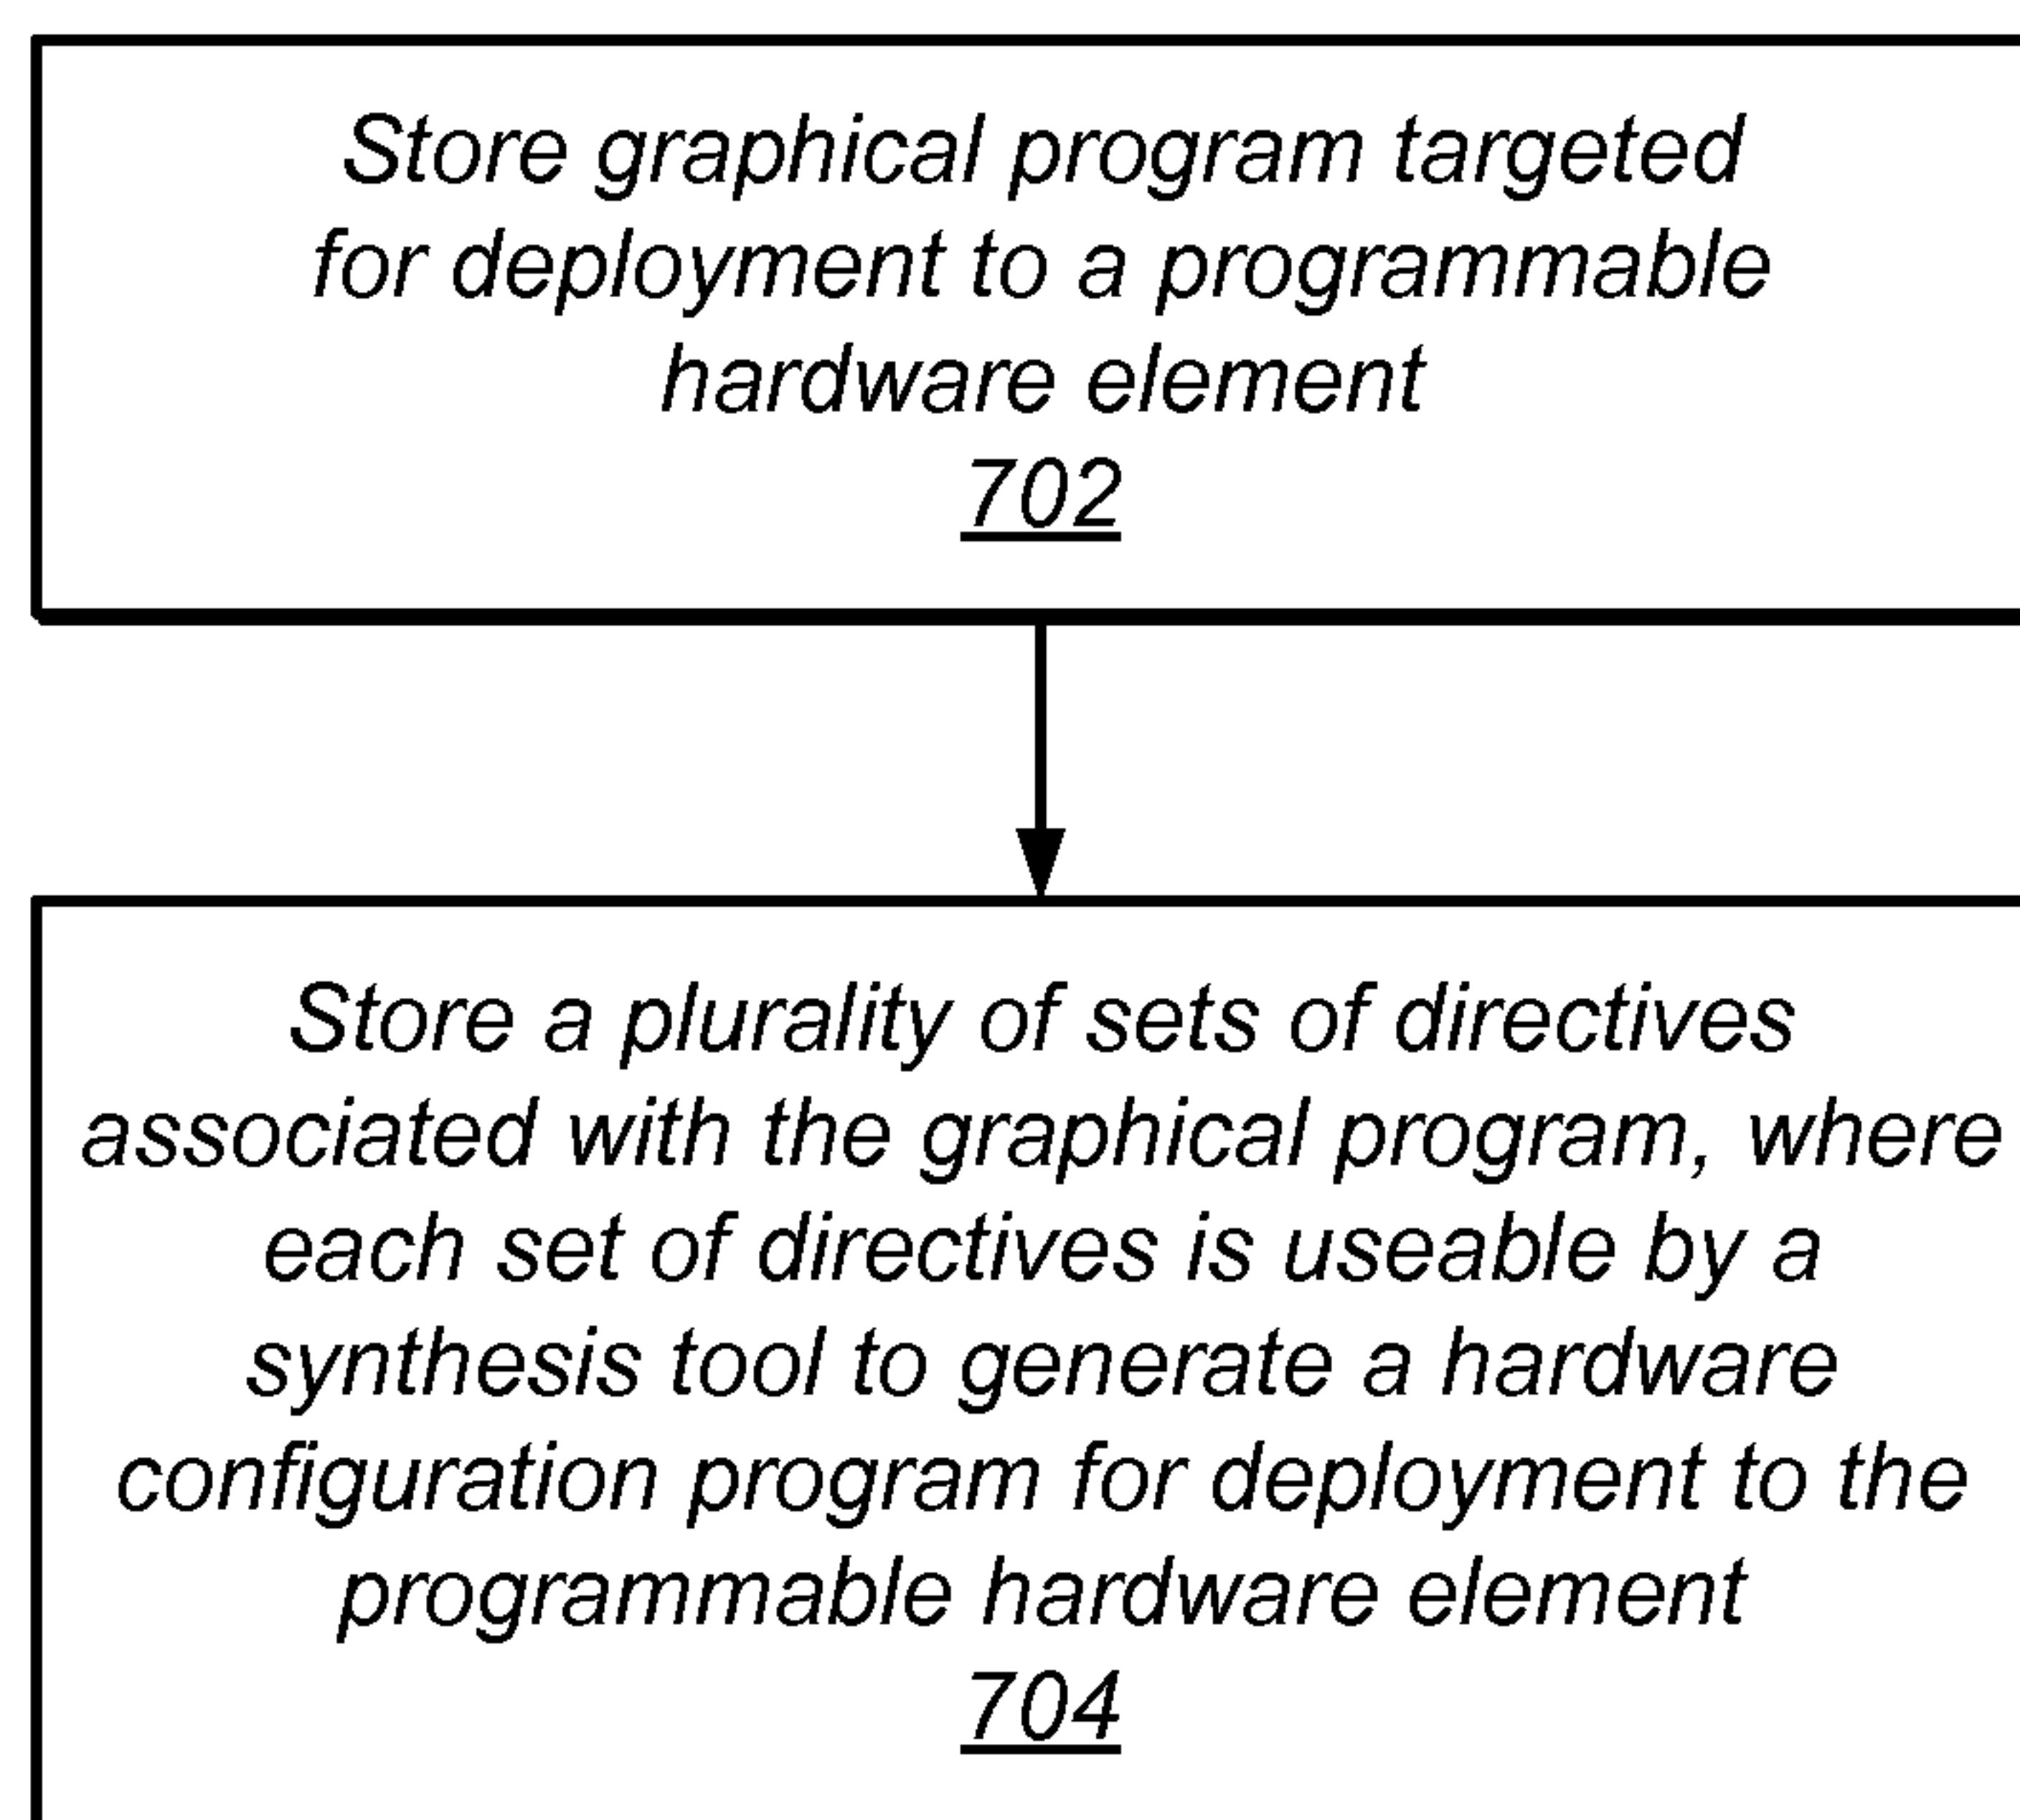 Store graphical program targeted
for deployment to a programmable
hardware element
702
Store a plurality of sets of directives
associated with the graphical program, where
each set of directives is useable by a
synthesis tool to generate a hardware
configuration program for deployment to the
programmable hardware element
704